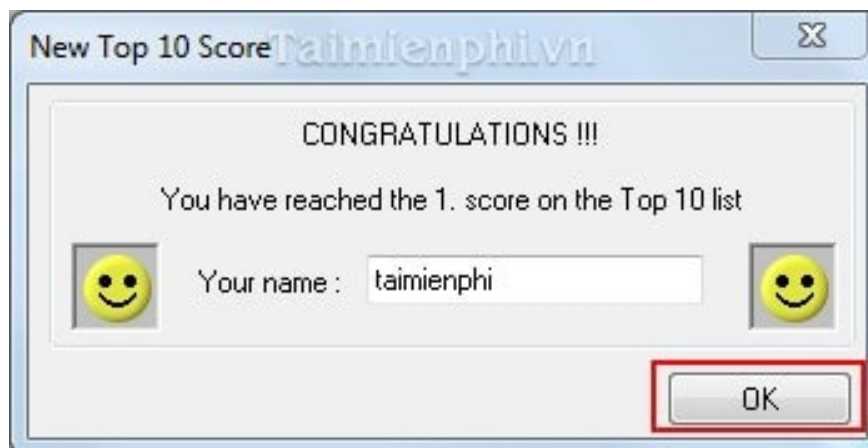 New Top 10 Score
Taimienphi.vn
CONGRATULATIONS !!!
You have reached the 1. score on the Top 10 list
Your name : taimienphi
OK